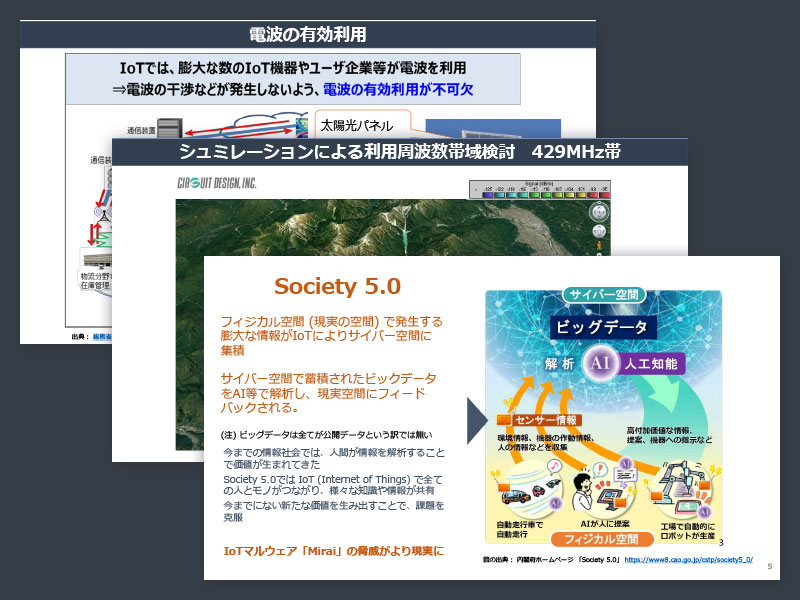 電波の有効利用
IoTでは、膨大な数のIoT機器やユーザ企業等が電波を利用
⇒電波の干渉などが発生しないよう、電波の有効利用が不可欠
通信装置
太陽光パネル
通信装
物流分野
在庫管理
出典：総務省
シュミレーションによる利用周波数帯域検討　429MHz帯
CIRCUIT DESIGN, INC.
Signal (dBm)
Society 5.0
フィジカル空間 (現実の空間) で発生する
膨大な情報がIoTによりサイバー空間に
集積
サイバー空間で蓄積されたビックデータ
をAI等で解析し、現実空間にフィード
バックされる。
(注) ビッグデータは全てが公開データという訳では無い
今までの情報社会では、人間が情報を解析すること
で価値が生まれてきた
Society 5.0では IoT (Internet of Things) で全て
の人とモノがつながり、様々な知識や情報が共有
今までにない新たな価値を生み出すことで、課題を
克服
IoTマルウェア「Mirai」の脅威がより現実に
サイバー空間
ビッグデータ
解析 AI 人工知能
センサー情報
環境情報、機器の作動情報、
人の情報などを収集
高付加価値な情報、
提案、機器への指示など
AI
AI
AI
自動走行車で
自動走行
AIが人に提案
工場で自動的に
ロボットが生産
フィジカル空間
3
図の出典： 内閣府ホームページ 「Society 5.0」 https://www8.cao.go.jp/cstp/society5_0/
5